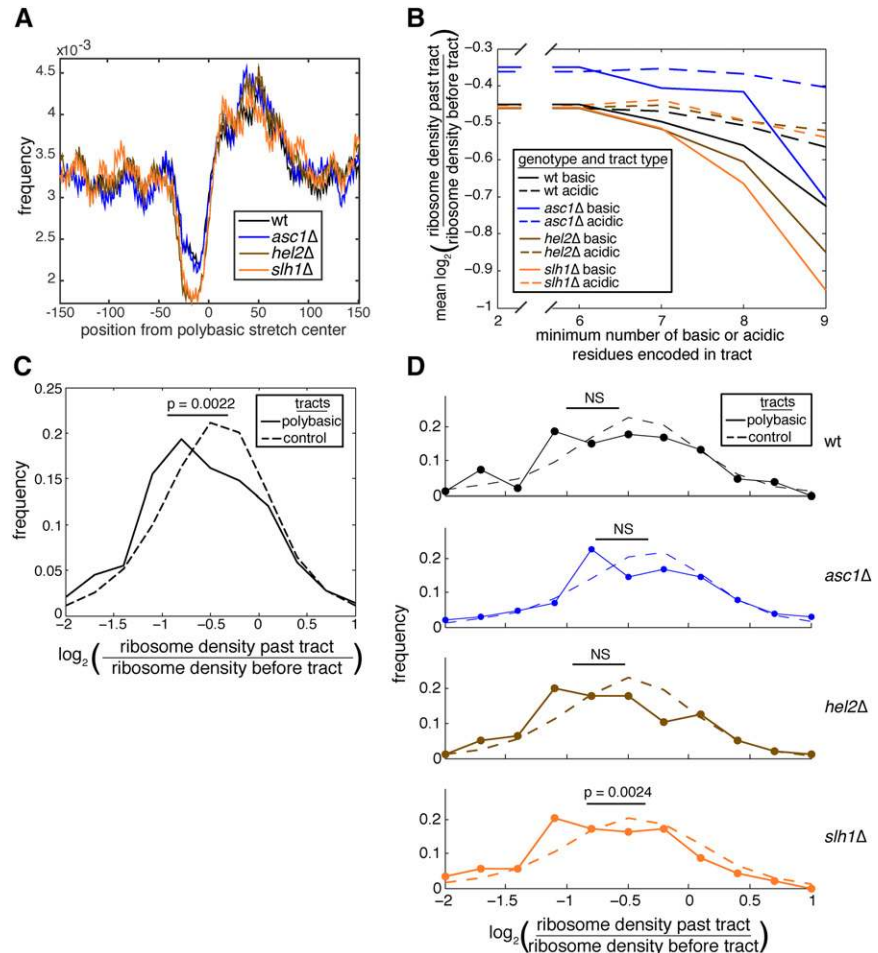 A
x10⁻³
4.5
4
3.5
3
2.5
2
frequency
wt
asc1Δ
hel2Δ
slh1Δ
-150
-100
-50
0
50
100
150
position from polybasic stretch center
B
-0.3
-0.4
-0.5
-0.6
-0.7
-0.8
-0.9
-1
mean log₂(ribosome density past tract
ribosome density before tract)
genotype and tract type
wt basic
wt acidic
asc1Δ basic
asc1Δ acidic
hel2Δ basic
hel2Δ acidic
slh1Δ basic
slh1Δ acidic
2
6
7
8
9
minimum number of basic or acidic
residues encoded in tract
C
0.25
0.2
0.15
0.1
0.05
0
frequency
p = 0.0022
tracts
polybasic
control
-2
-1.5
-1
-0.5
0
0.5
1
log₂(ribosome density past tract
ribosome density before tract)
D
NS
tracts
polybasic
control
wt
0.2
0.1
0
NS
asc1Δ
0.2
0.1
0
frequency
NS
hel2Δ
0.2
0.1
0
p = 0.0024
slh1Δ
0.2
0.1
0
-2
-1.5
-1
-0.5
0
0.5
1
log₂(ribosome density past tract
ribosome density before tract)